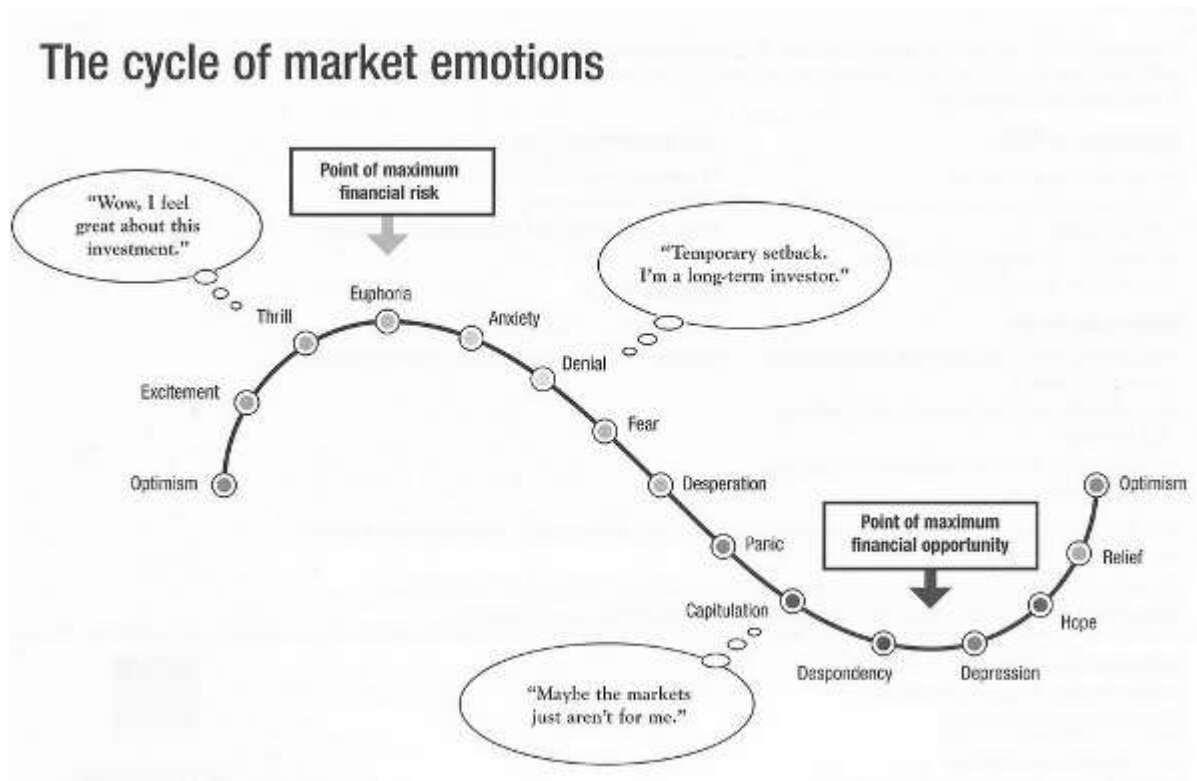 The cycle of market emotions
Point of maximum
financial risk
“Wow, I feel
great about this
investment.”
“Temporary setback.
I’m a long-term investor.”
Euphoria
Thrill
Anxiety
Denial
Excitement
Fear
Optimism
Desperation
Optimism
Point of maximum
financial opportunity
Panic
Relief
Capitulation
Hope
Despondency
Depression
“Maybe the markets
just aren’t for me.”